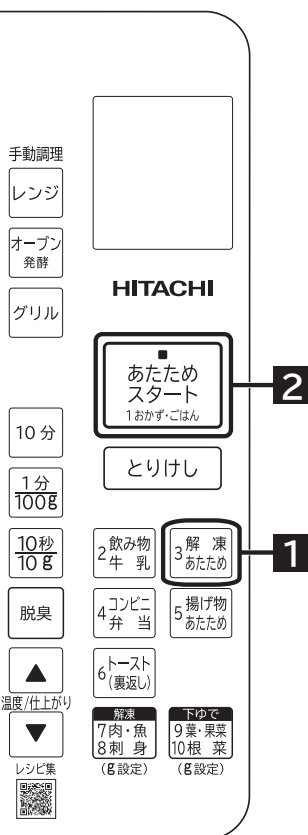 手動調理
レンジ
オーブン
発酵
グリル
HITACHI
あたため
スタート
1おかず・ごはん
2
とりけし
10分
1分
100g
10秒
10g
脱臭
2飲み物
牛乳
3解凍
あたため
1
4コンビニ
弁当
5揚げ物
あたため
6トースト
(裏返し)
温度/仕上がり
解凍
7肉・魚
8刺身
(g設定)
下ゆで
9葉・果菜
10根菜
(g設定)
レシピ集